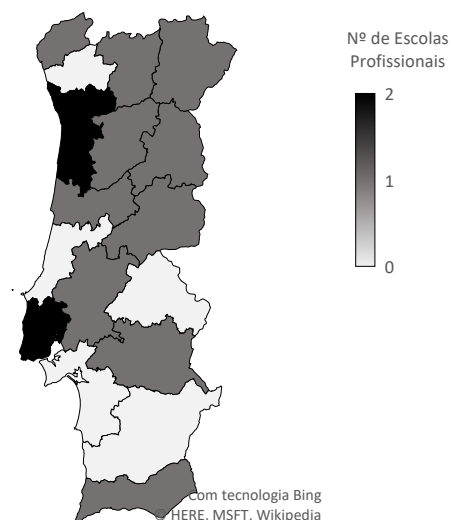 Nº de Escolas
Profissionais
2
1
0
Com tecnologia Bing
© HERE, MSFT, Wikipedia